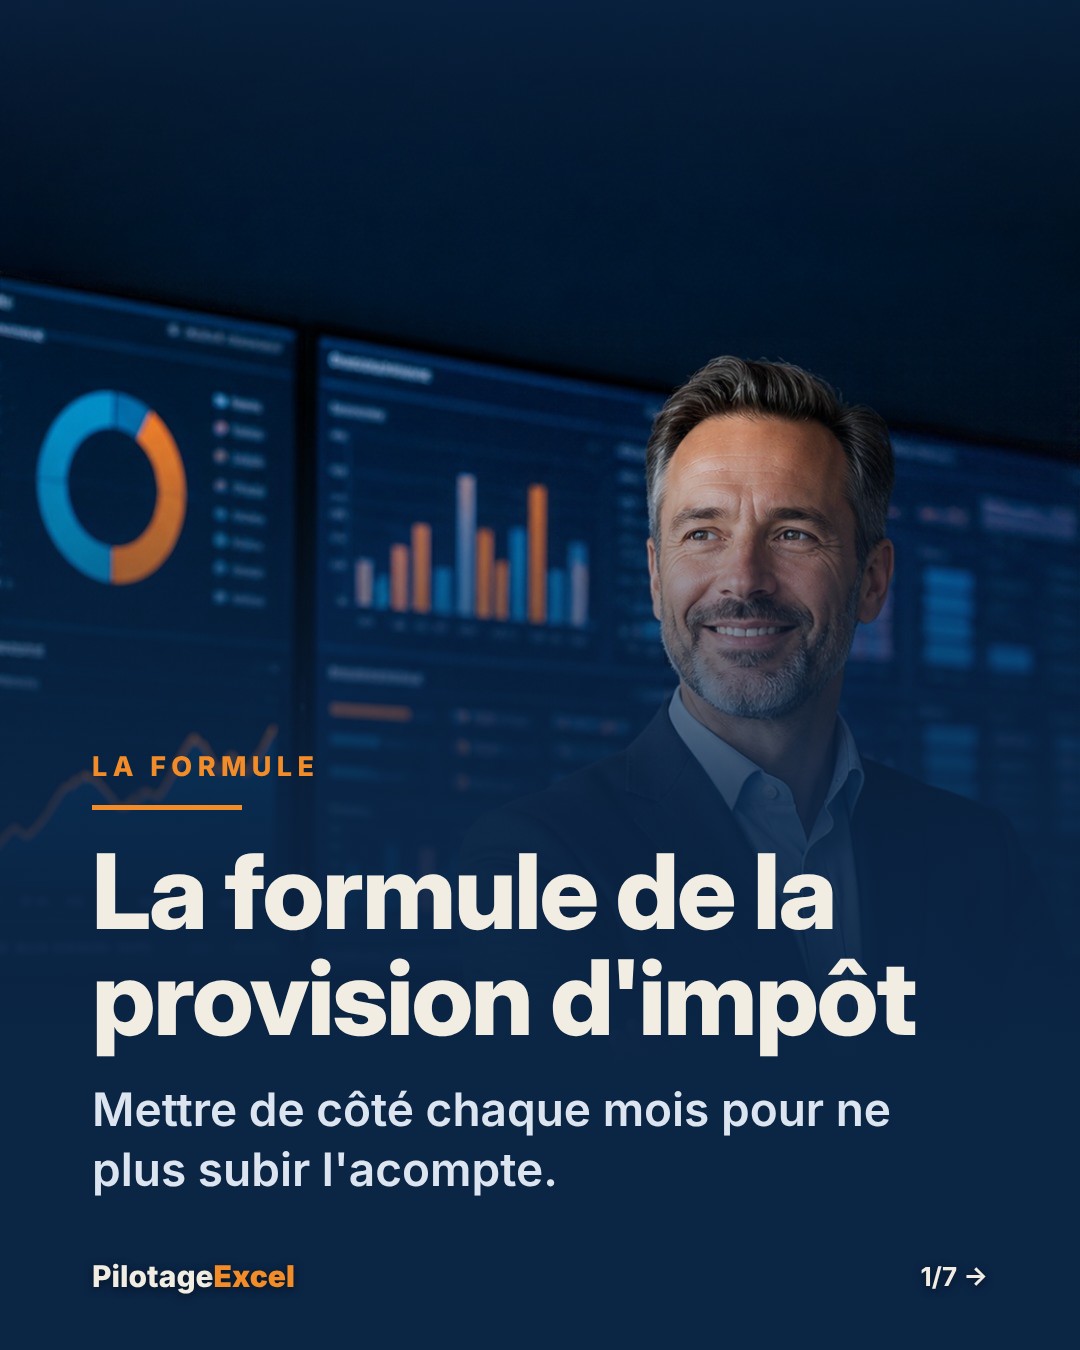 LA FORMULE
La formule de la
provision d'impôt
Mettre de côté chaque mois pour ne
plus subir l'acompte.
PilotageExcel
1/7 →